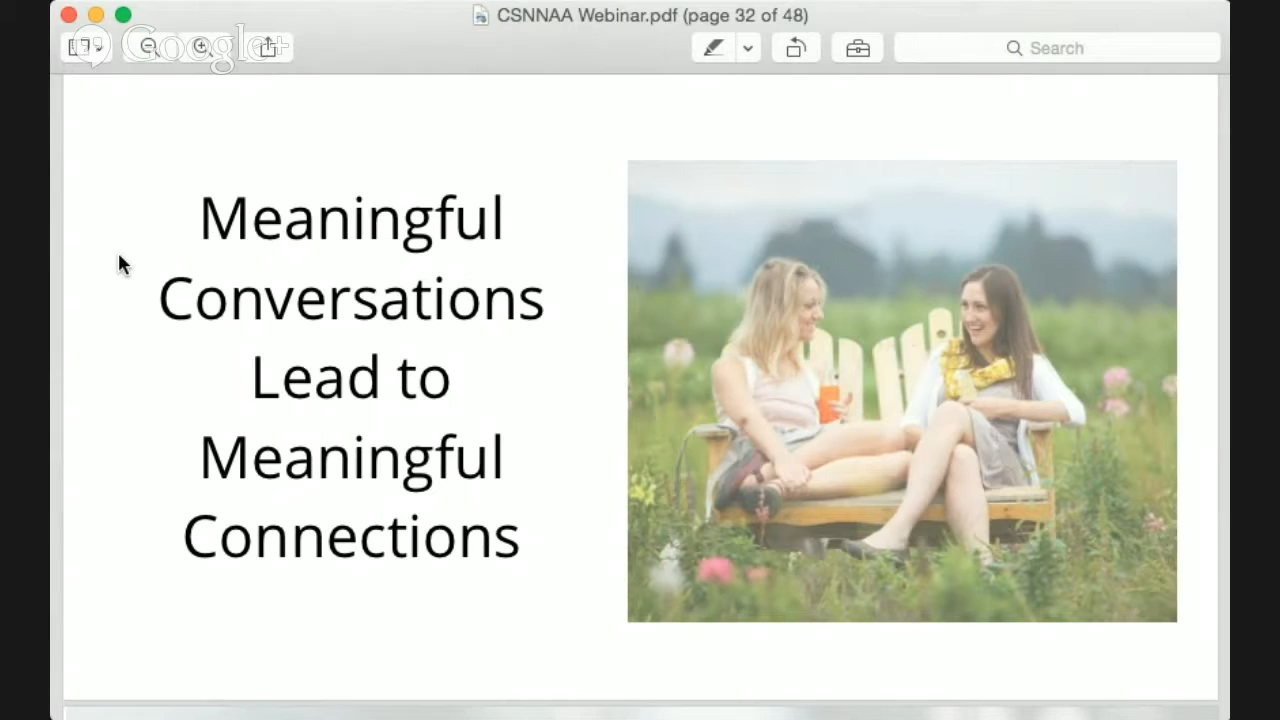 CSNNAA Webinar.pdf (page 32 of 48)
Google+
Search
Meaningful
Conversations
Lead to
Meaningful
Connections